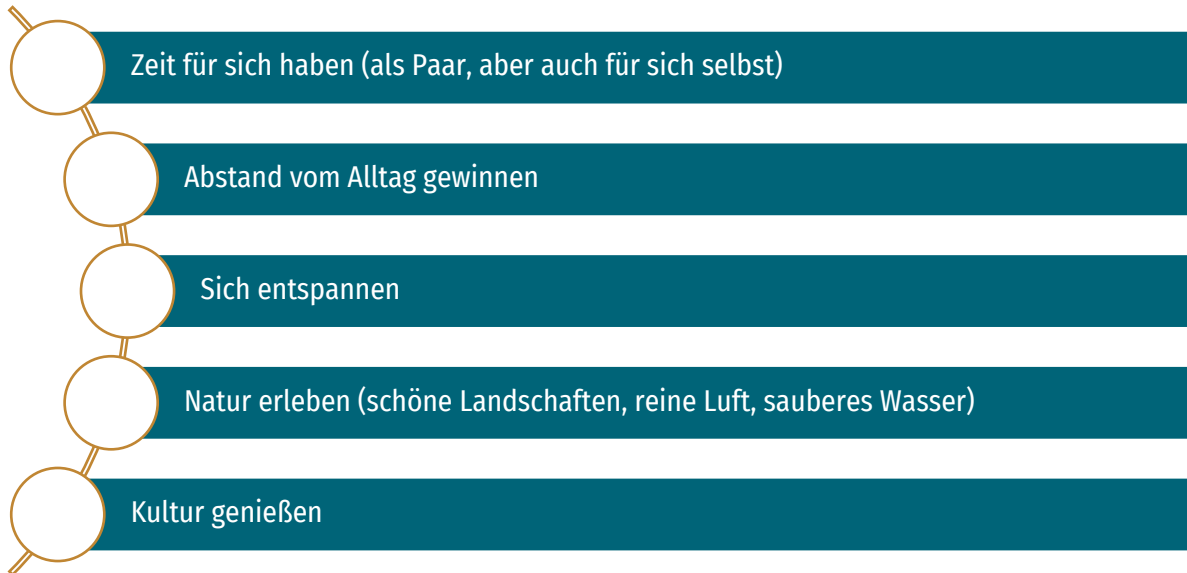 Zeit für sich haben (als Paar, aber auch für sich selbst)
Abstand vom Alltag gewinnen
Sich entspannen
Natur erleben (schöne Landschaften, reine Luft, sauberes Wasser)
Kultur genießen